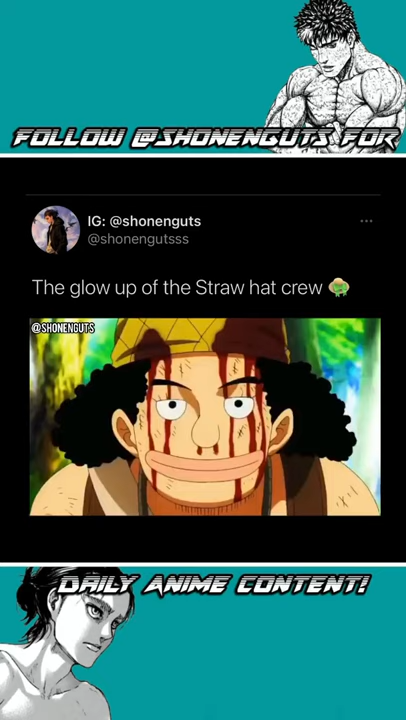 FOLLOW @SHONENGUTS FOR
IG: @shonenguts
@shonengutsss
The glow up of the Straw hat crew
@SHONENGUTS
DAILY ANIME CONTENT!